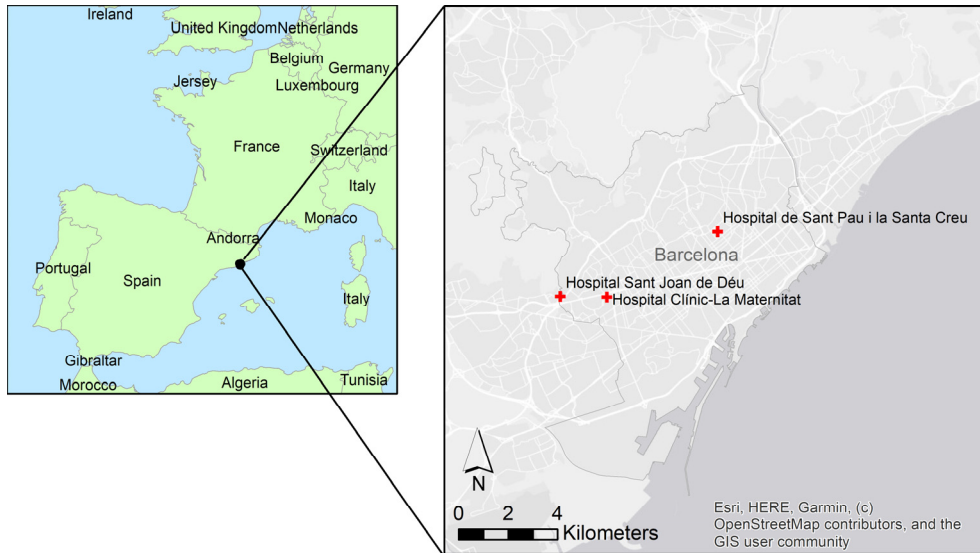 Ireland
United Kingdom
Netherlands
Belgium
Germany
Jersey
Luxembourg
France
Switzerland
Italy
Monaco
Andorra
Portugal
Spain
Italy
Gibraltar
Morocco
Algeria
Tunisia
Hospital de Sant Pau i la Santa Creu
Barcelona
Hospital Sant Joan de Déu
Hospital Clínic-La Maternitat
N
0 2 4
Kilometers
Esri, HERE, Garmin, (c)
OpenStreetMap contributors, and the
GIS user community